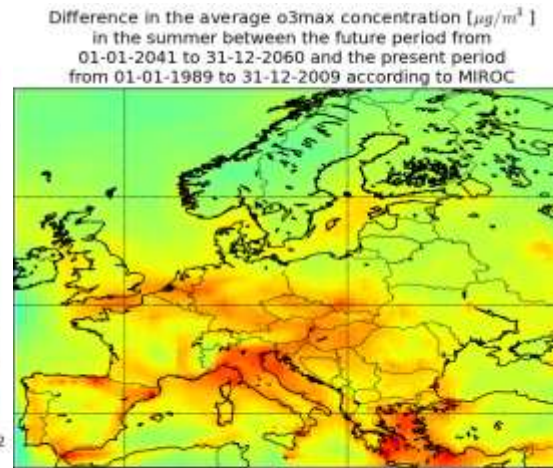 Difference in the average o3max concentration [μg/m³ ]
in the summer between the future period from
01-01-2041 to 31-12-2060 and the present period
from 01-01-1989 to 31-12-2009 according to MIROC
2